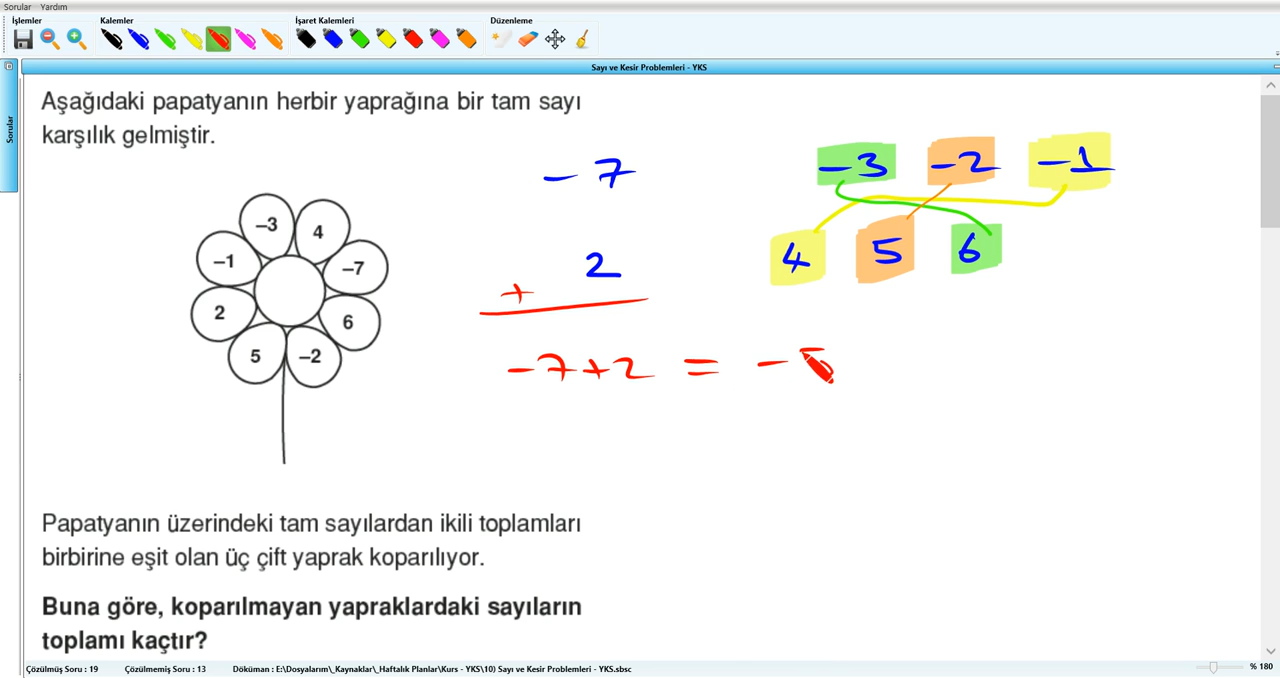 Sorular Yardım
İşlemler Kalemler İşaret Kalemleri Düzenleme
Sayı ve Kesir Problemleri - YKS
Sorular
Aşağıdaki papatyanın herbir yaprağına bir tam sayı
karşılık gelmiştir.
–3 4
–1 –7
2 6
5 –2
-7
2
+
-7+2 = -
-3 -2 -1
4 5 6
Papatyanın üzerindeki tam sayılardan ikili toplamları
birbirine eşit olan üç çift yaprak koparılıyor.
Buna göre, koparılmayan yapraklardaki sayıların
toplamı kaçtır?
Çözülmüş Soru : 19 Çözülmemiş Soru : 13 Döküman : E:\Dosyalarım\_Kaynaklar\_Haftalık Planlar\Kurs - YKS\10) Sayı ve Kesir Problemleri - YKS.sbsc % 180